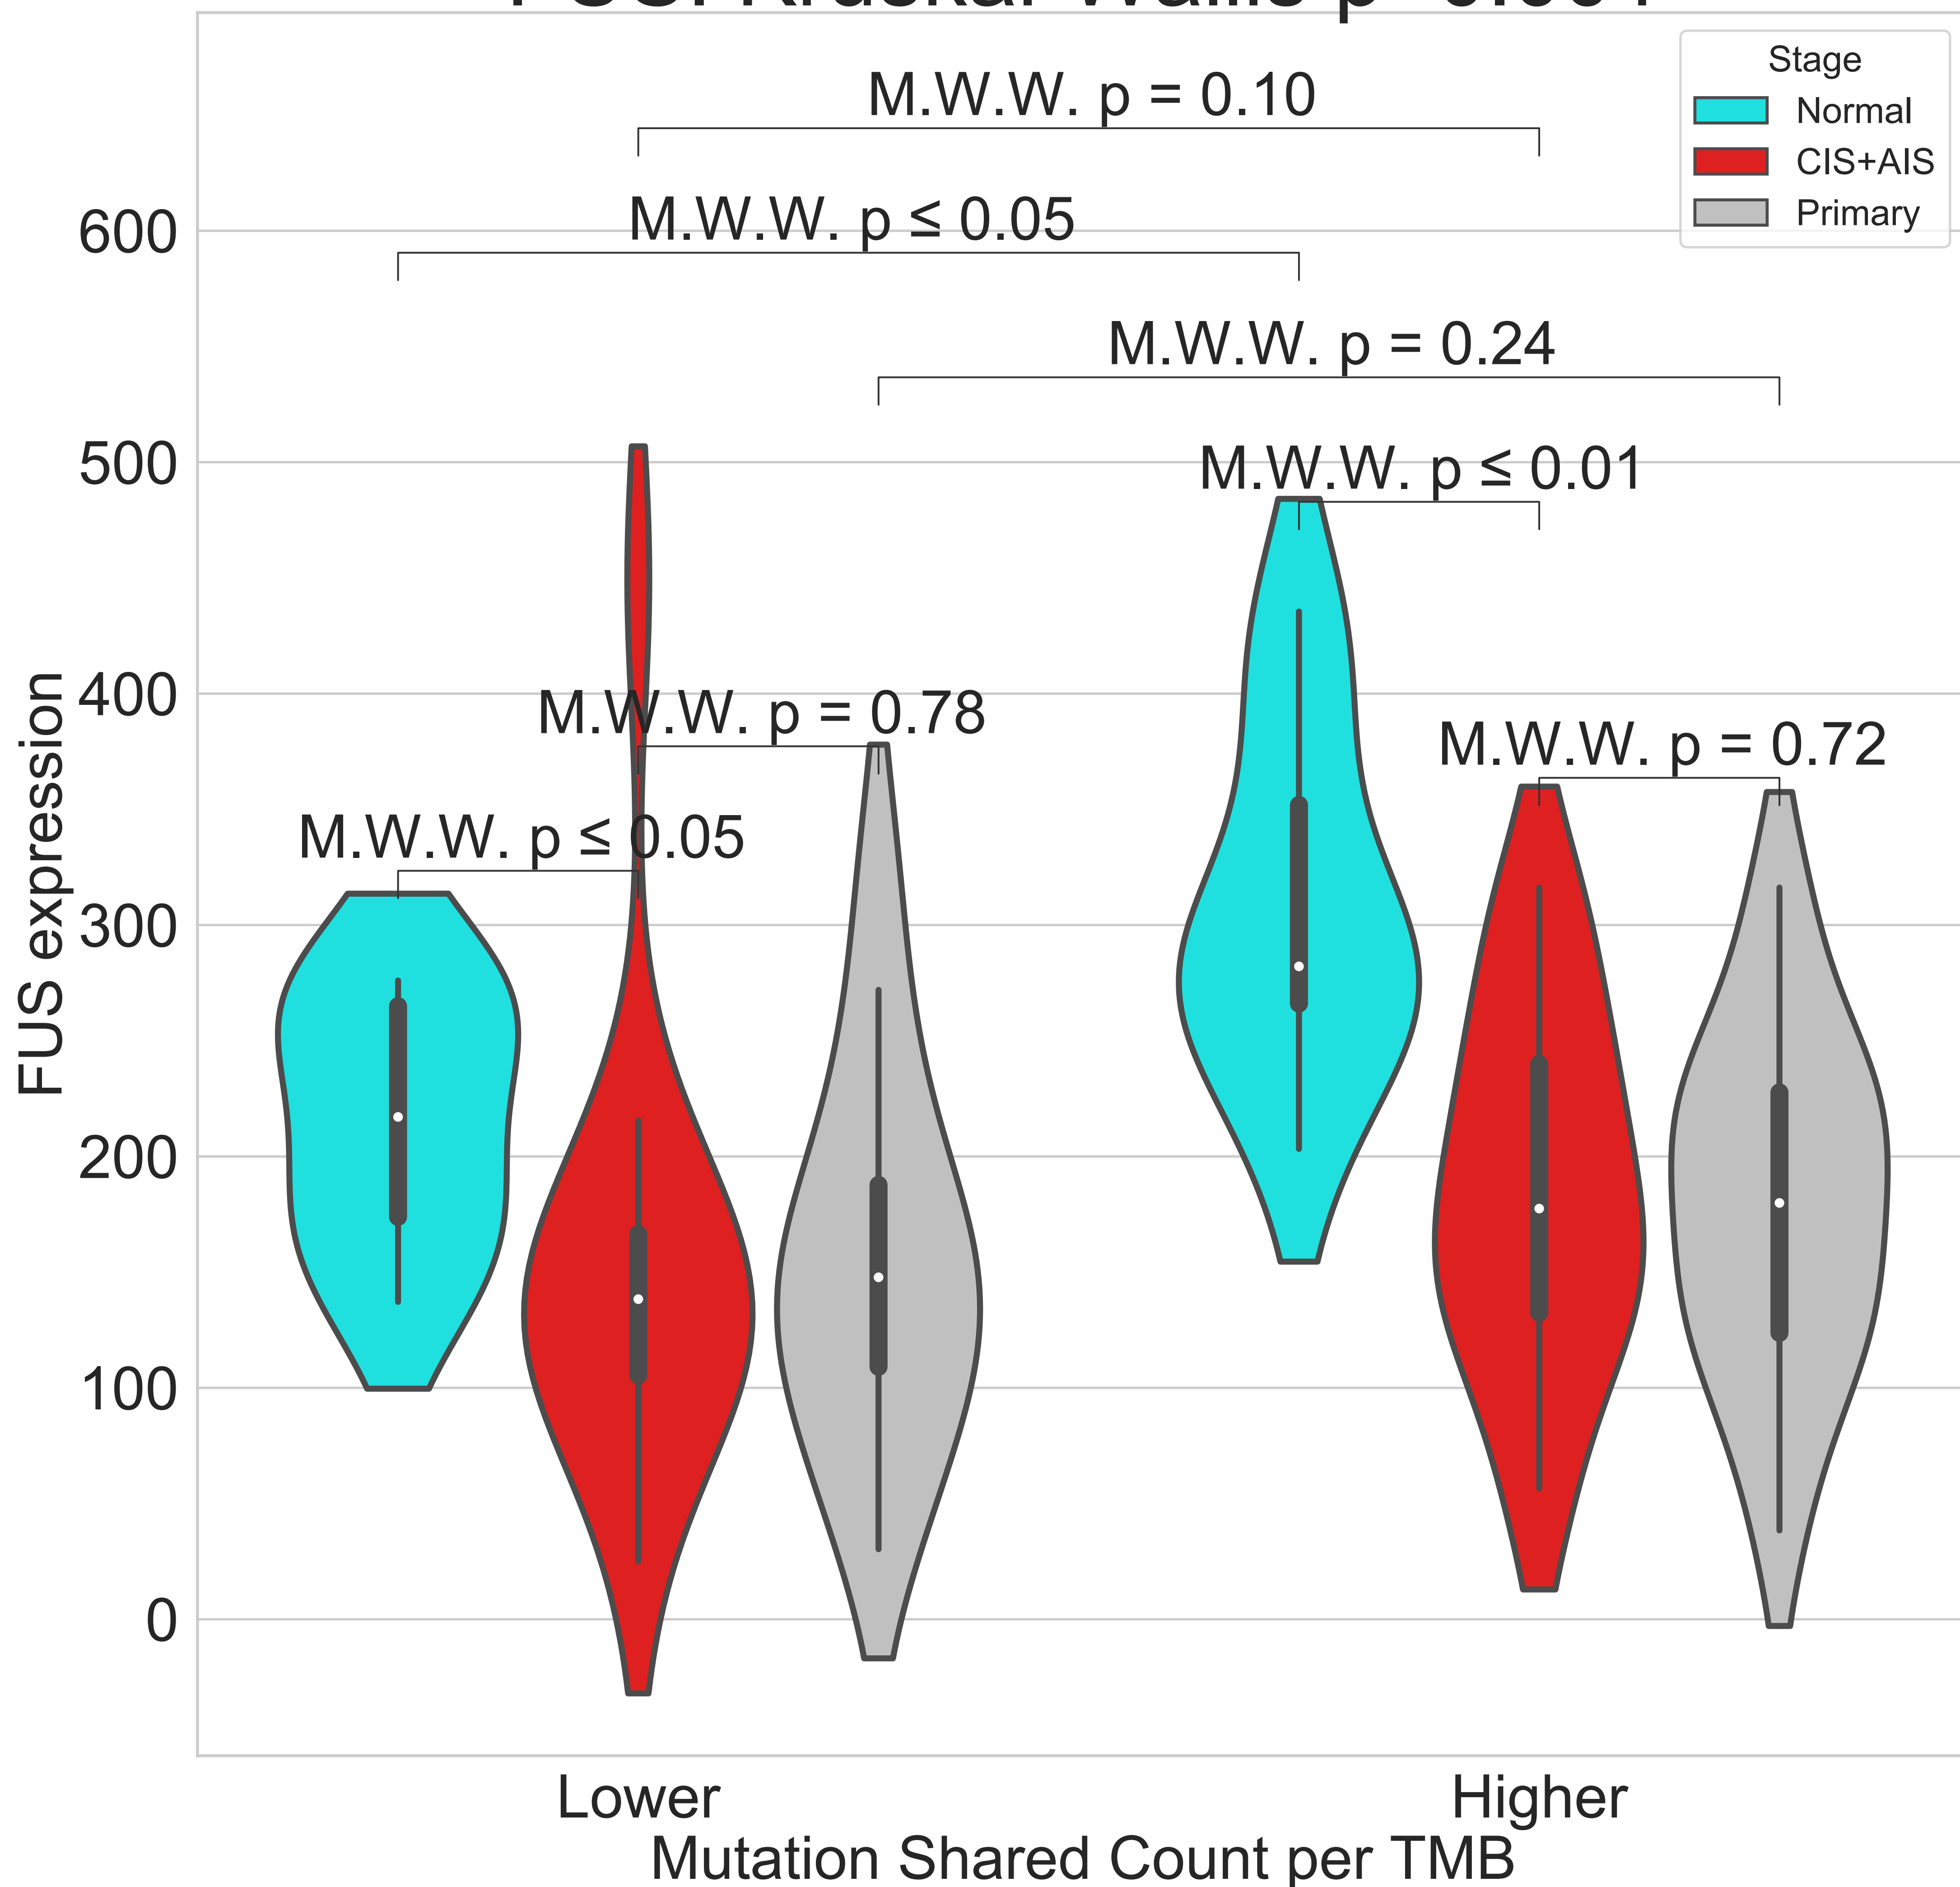 Stage
Normal
CIS+AIS
Primary
M.W.W. p = 0.10
M.W.W. p ≤ 0.05
M.W.W. p = 0.24
M.W.W. p ≤ 0.01
M.W.W. p = 0.78
M.W.W. p = 0.72
M.W.W. p ≤ 0.05
FUS expression
600
500
400
300
200
100
0
Lower
Higher
Mutation Shared Count per TMB